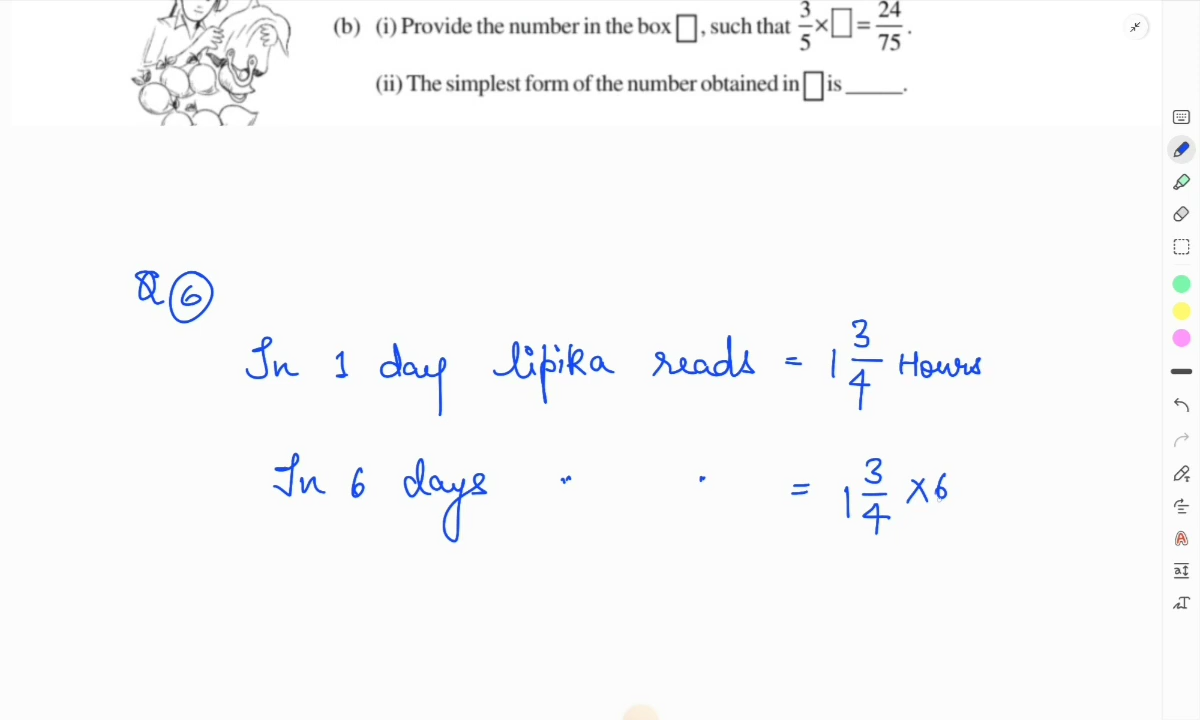 (b) (i) Provide the number in the box □, such that 3/5 × □ = 24/75.
(ii) The simplest form of the number obtained in □ is ____.
Q 6
In 1 day lipika reads = 1 3/4 Hours
In 6 days " " = 1 3/4 × 6